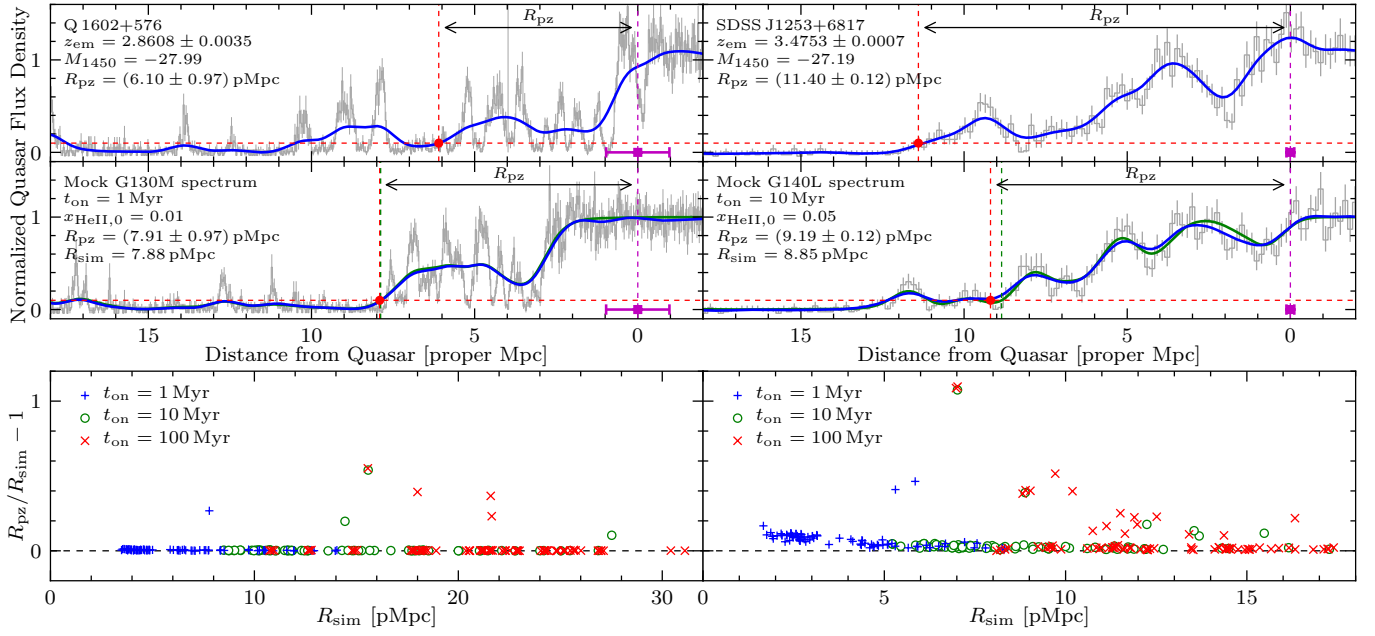 Normalized Quasar Flux Density
Q 1602+576
z_em = 2.8608 ± 0.0035
M_1450 = −27.99
R_pz = (6.10 ± 0.97) pMpc
R_pz
1
0
SDSS J1253+6817
z_em = 3.4753 ± 0.0007
M_1450 = −27.19
R_pz = (11.40 ± 0.12) pMpc
R_pz
Mock G130M spectrum
t_on = 1 Myr
x_HeII,0 = 0.01
R_pz = (7.91 ± 0.97) pMpc
R_sim = 7.88 pMpc
R_pz
1
0
15 10 5 0
Distance from Quasar [proper Mpc]
Mock G140L spectrum
t_on = 10 Myr
x_HeII,0 = 0.05
R_pz = (9.19 ± 0.12) pMpc
R_sim = 8.85 pMpc
R_pz
15 10 5 0
Distance from Quasar [proper Mpc]
R_pz/R_sim − 1
1
0
t_on = 1 Myr
t_on = 10 Myr
t_on = 100 Myr
0 10 20 30
R_sim [pMpc]
t_on = 1 Myr
t_on = 10 Myr
t_on = 100 Myr
0 5 10 15
R_sim [pMpc]